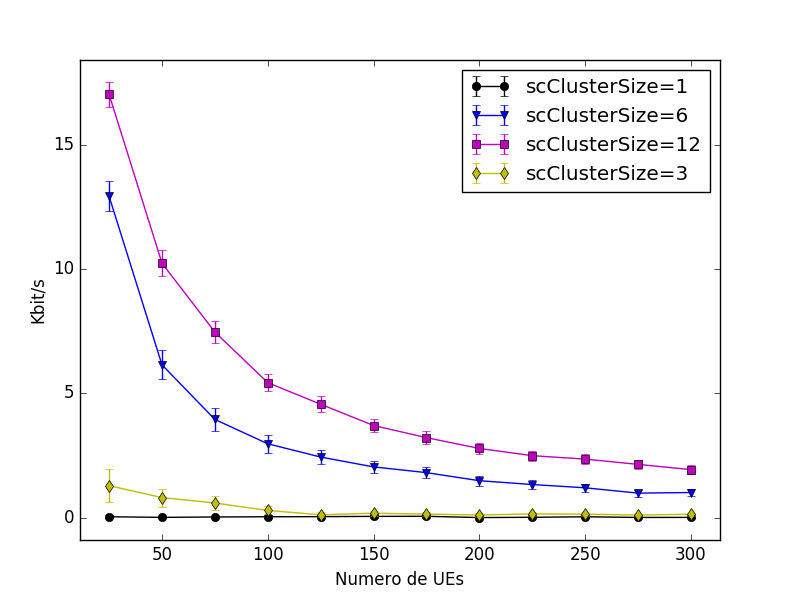 scClusterSize=1
scClusterSize=6
scClusterSize=12
scClusterSize=3
15
10
5
0
Kbit/s
50 100 150 200 250 300
Numero de UEs